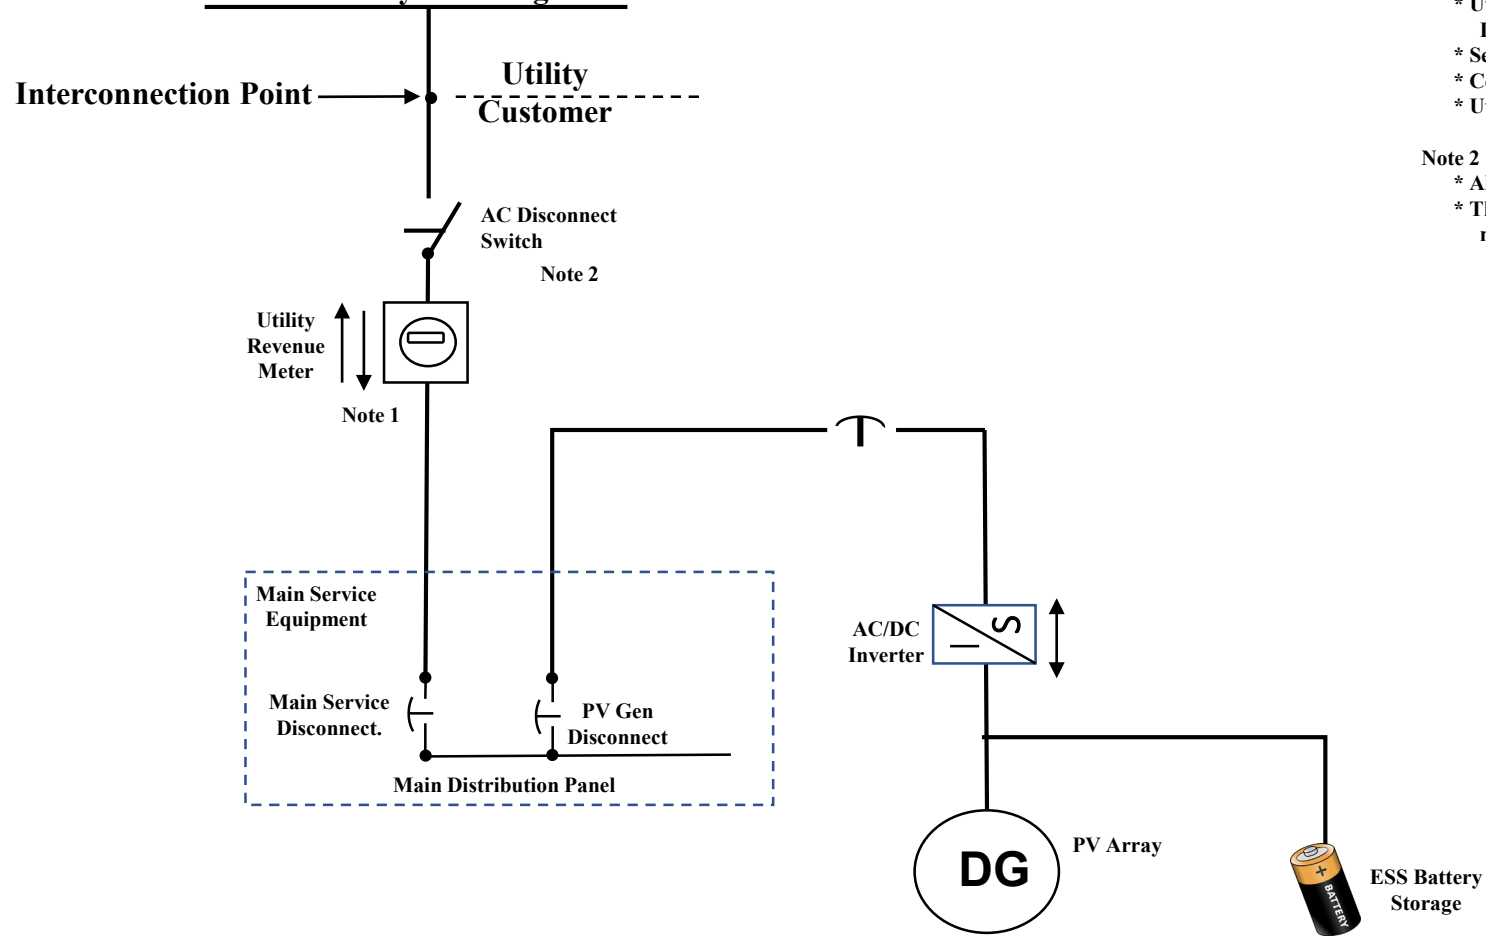 Interconnection Point
Utility
Customer
Note 2
AC Disconnect
Switch
Note 2
Utility
Revenue
Meter
Note 1
Main Service
Equipment
AC/DC
Inverter
Main Service
Disconnect.
PV Gen
Disconnect
Main Distribution Panel
DG
PV Array
+
BATTERY
ESS Battery
Storage